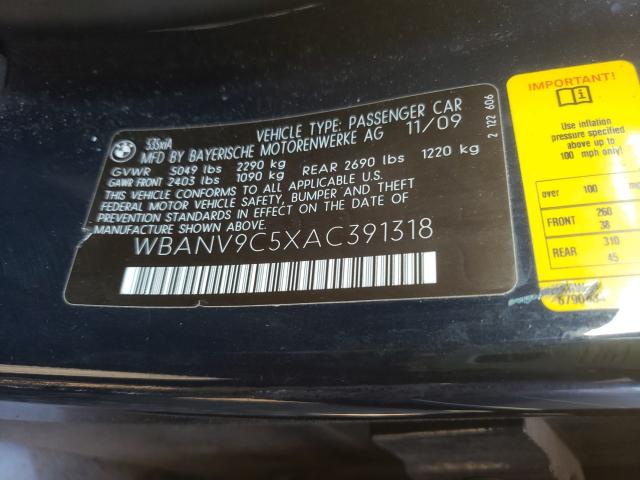 BMW
535xiA
VEHICLE TYPE: PASSENGER CAR
MFD BY BAYERISCHE MOTORENWERKE AG 11/09
GVWR 5049 lbs 2290 kg
GAWR FRONT 2403 lbs 1090 kg REAR 2690 lbs 1220 kg
THIS VEHICLE CONFORMS TO ALL APPLICABLE U.S.
FEDERAL MOTOR VEHICLE SAFETY, BUMPER AND THEFT
PREVENTION STANDARDS IN EFFECT ON THE DATE OF
MANUFACTURE SHOWN ABOVE.
WBANV9C5XAC391318
2 122 606
IMPORTANT!
Use inflation
pressure specified
above up to
100 mph only!
over 100
FRONT 260
38
REAR 310
45